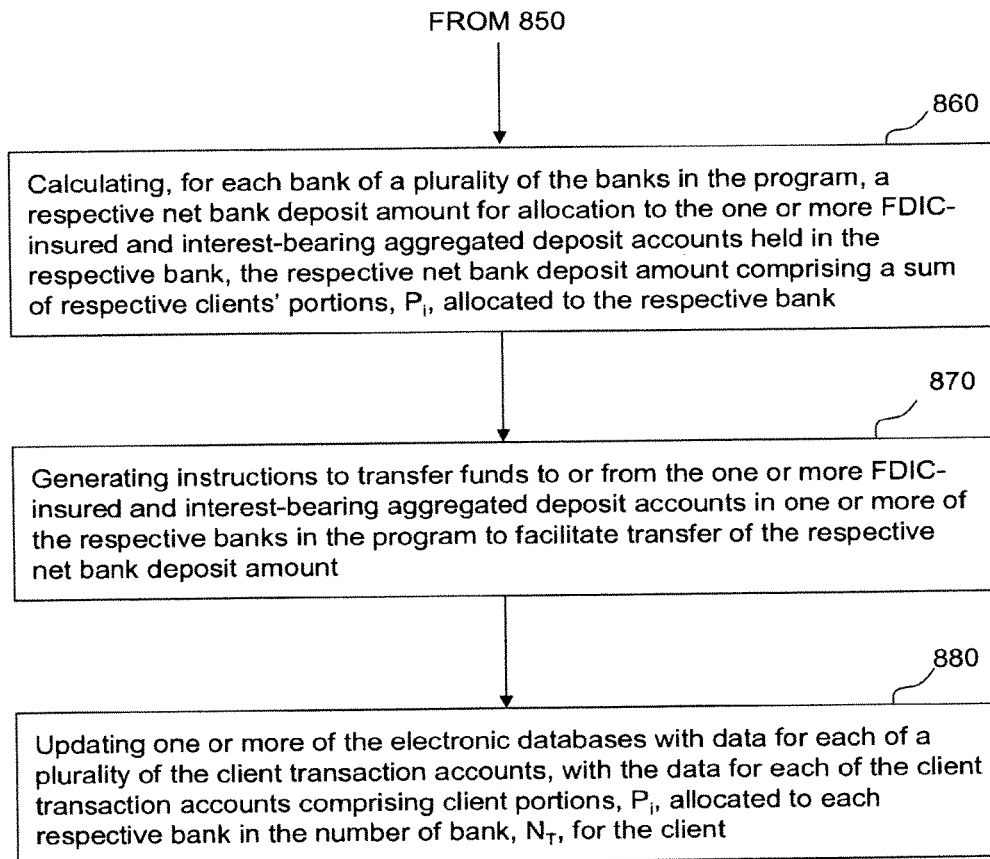 FROM 850
860
Calculating, for each bank of a plurality of the banks in the program, a
respective net bank deposit amount for allocation to the one or more FDIC-
insured and interest-bearing aggregated deposit accounts held in the
respective bank, the respective net bank deposit amount comprising a sum
of respective clients' portions, Pi, allocated to the respective bank
870
Generating instructions to transfer funds to or from the one or more FDIC-
insured and interest-bearing aggregated deposit accounts in one or more of
the respective banks in the program to facilitate transfer of the respective
net bank deposit amount
880
Updating one or more of the electronic databases with data for each of a
plurality of the client transaction accounts, with the data for each of the client
transaction accounts comprising client portions, Pi, allocated to each
respective bank in the number of bank, NT, for the client